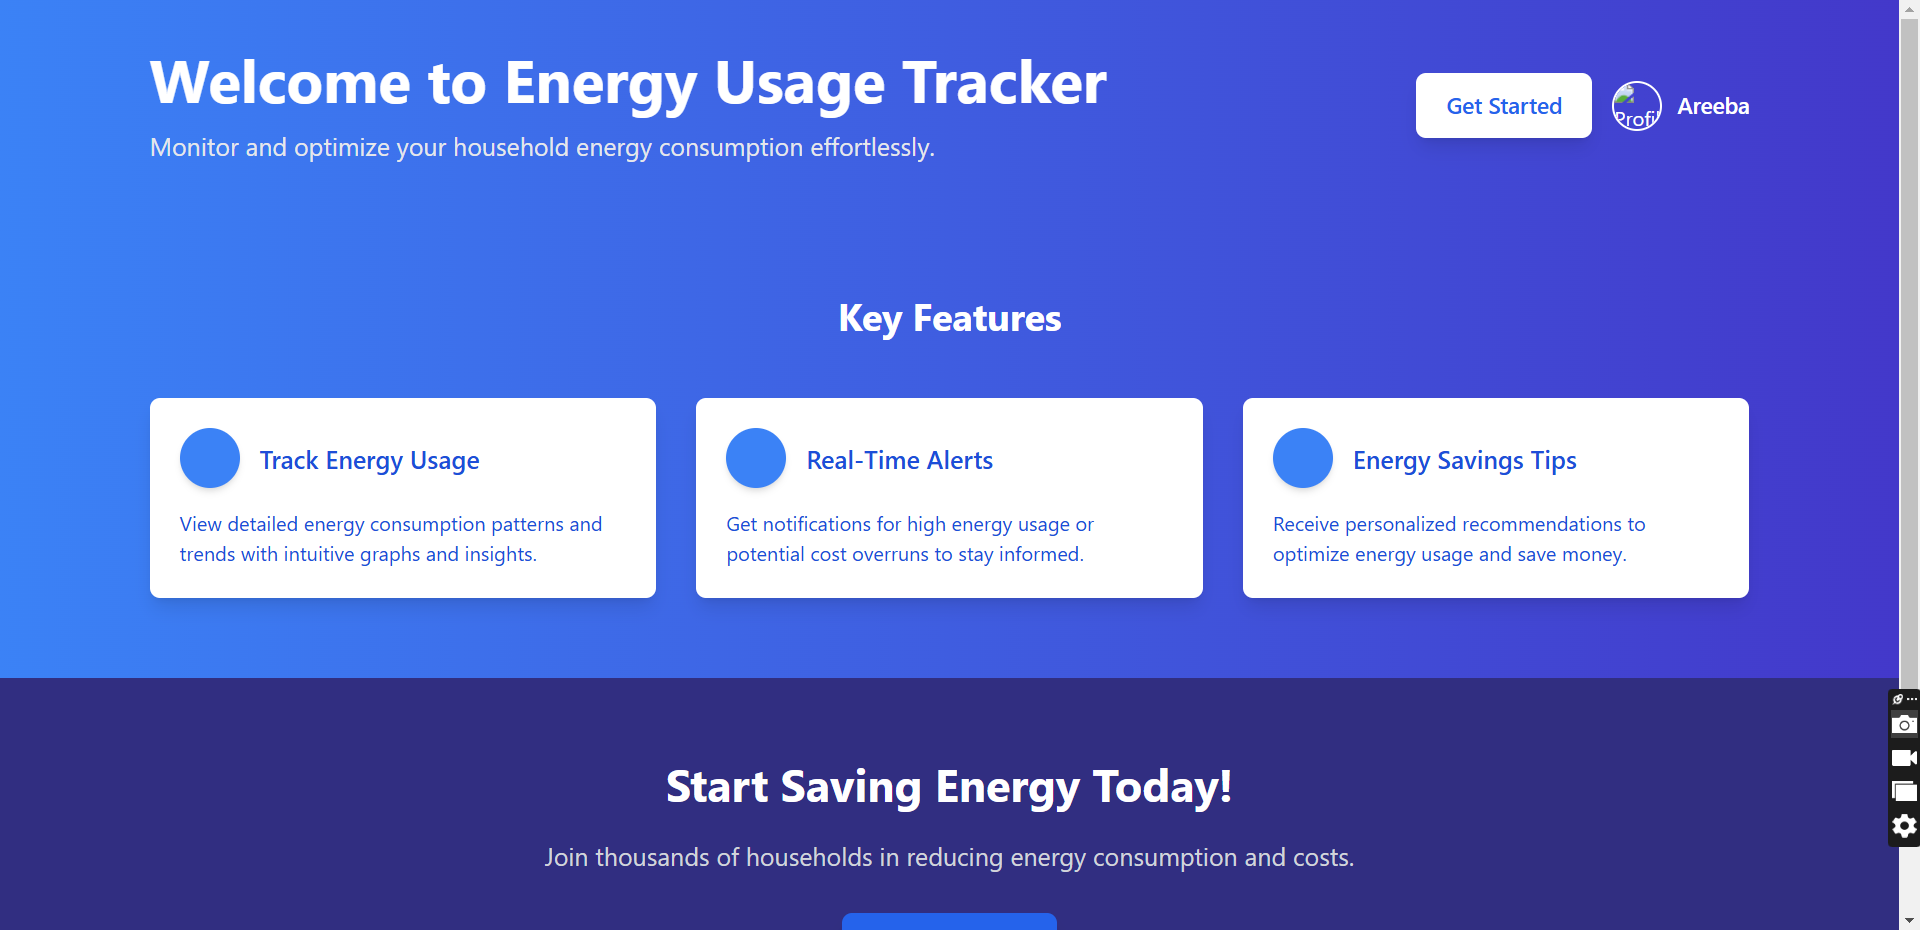 Welcome to Energy Usage Tracker
Monitor and optimize your household energy consumption effortlessly.
Get Started
Profi
Areeba
Key Features
Track Energy Usage
View detailed energy consumption patterns and
trends with intuitive graphs and insights.
Real-Time Alerts
Get notifications for high energy usage or
potential cost overruns to stay informed.
Energy Savings Tips
Receive personalized recommendations to
optimize energy usage and save money.
Start Saving Energy Today!
Join thousands of households in reducing energy consumption and costs.